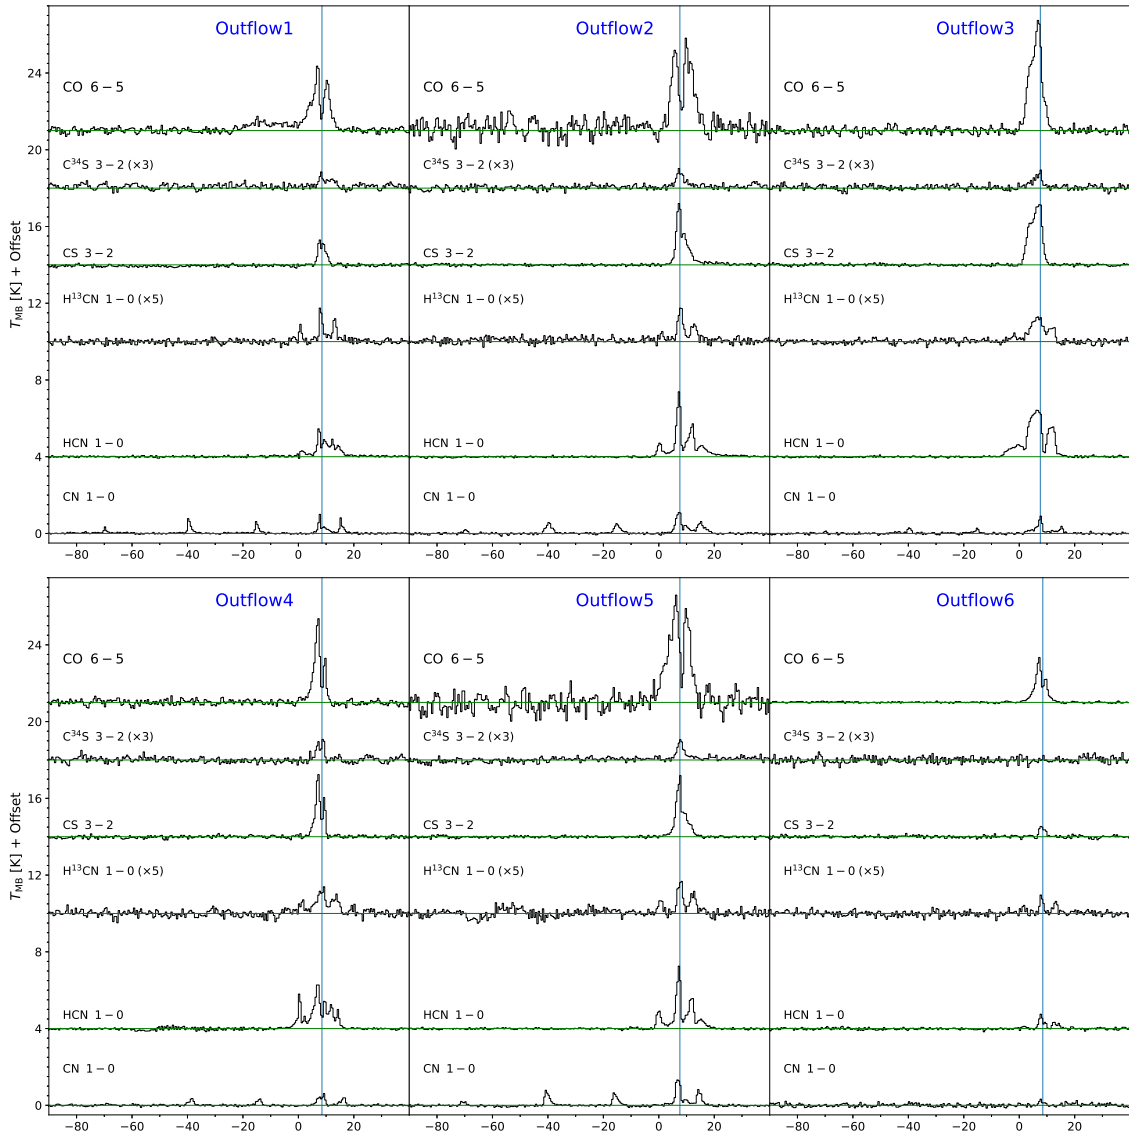 Outflow1 Outflow2 Outflow3
CO 6−5 CO 6−5 CO 6−5
C³⁴S 3−2 (×3) C³⁴S 3−2 (×3) C³⁴S 3−2 (×3)
CS 3−2 CS 3−2 CS 3−2
H¹³CN 1−0 (×5) H¹³CN 1−0 (×5) H¹³CN 1−0 (×5)
HCN 1−0 HCN 1−0 HCN 1−0
CN 1−0 CN 1−0 CN 1−0
24
20
16
12
8
4
0
T_MB [K] + Offset
−80 −60 −40 −20 0 20 −80 −60 −40 −20 0 20 −80 −60 −40 −20 0 20
Outflow4 Outflow5 Outflow6
CO 6−5 CO 6−5 CO 6−5
C³⁴S 3−2 (×3) C³⁴S 3−2 (×3) C³⁴S 3−2 (×3)
CS 3−2 CS 3−2 CS 3−2
H¹³CN 1−0 (×5) H¹³CN 1−0 (×5) H¹³CN 1−0 (×5)
HCN 1−0 HCN 1−0 HCN 1−0
CN 1−0 CN 1−0 CN 1−0
24
20
16
12
8
4
0
T_MB [K] + Offset
−80 −60 −40 −20 0 20 −80 −60 −40 −20 0 20 −80 −60 −40 −20 0 20